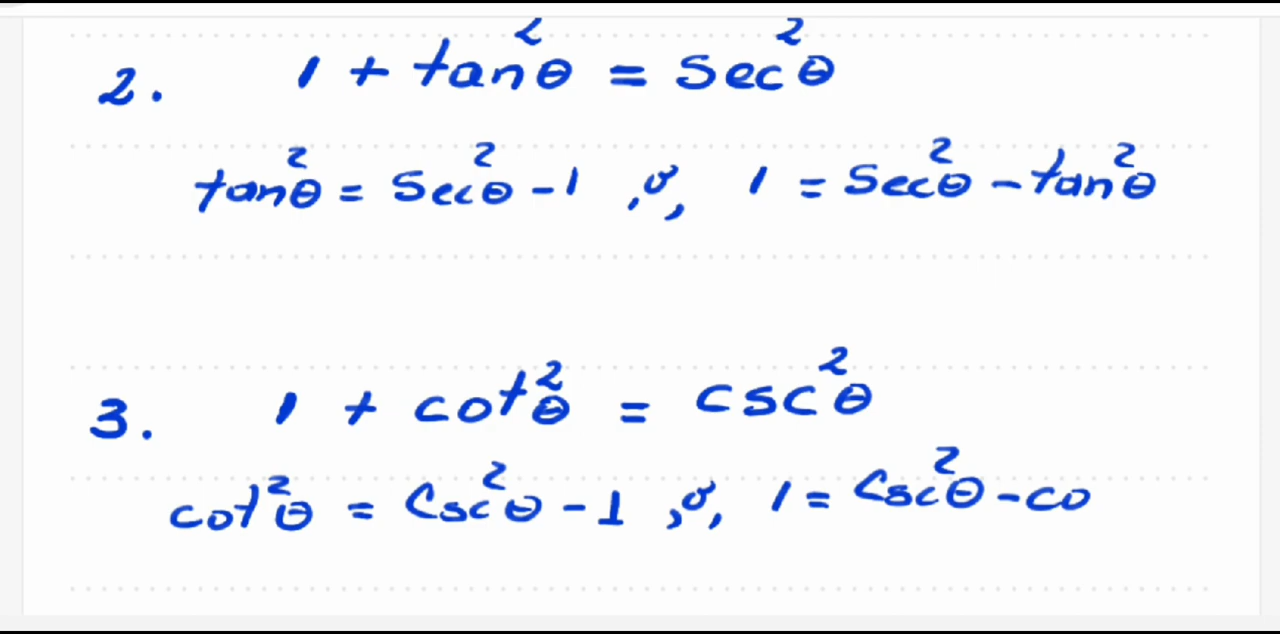 2. 1 + tan²θ = sec²θ
tan²θ = sec²θ - 1 , or, 1 = sec²θ - tan²θ
3. 1 + cot²θ = csc²θ
cot²θ = csc²θ - 1 , or, 1 = csc²θ - co